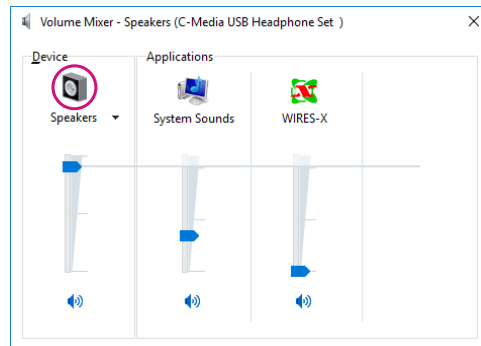 Volume Mixer - Speakers (C-Media USB Headphone Set )
Device
Applications
Speakers
System Sounds
WIRES-X